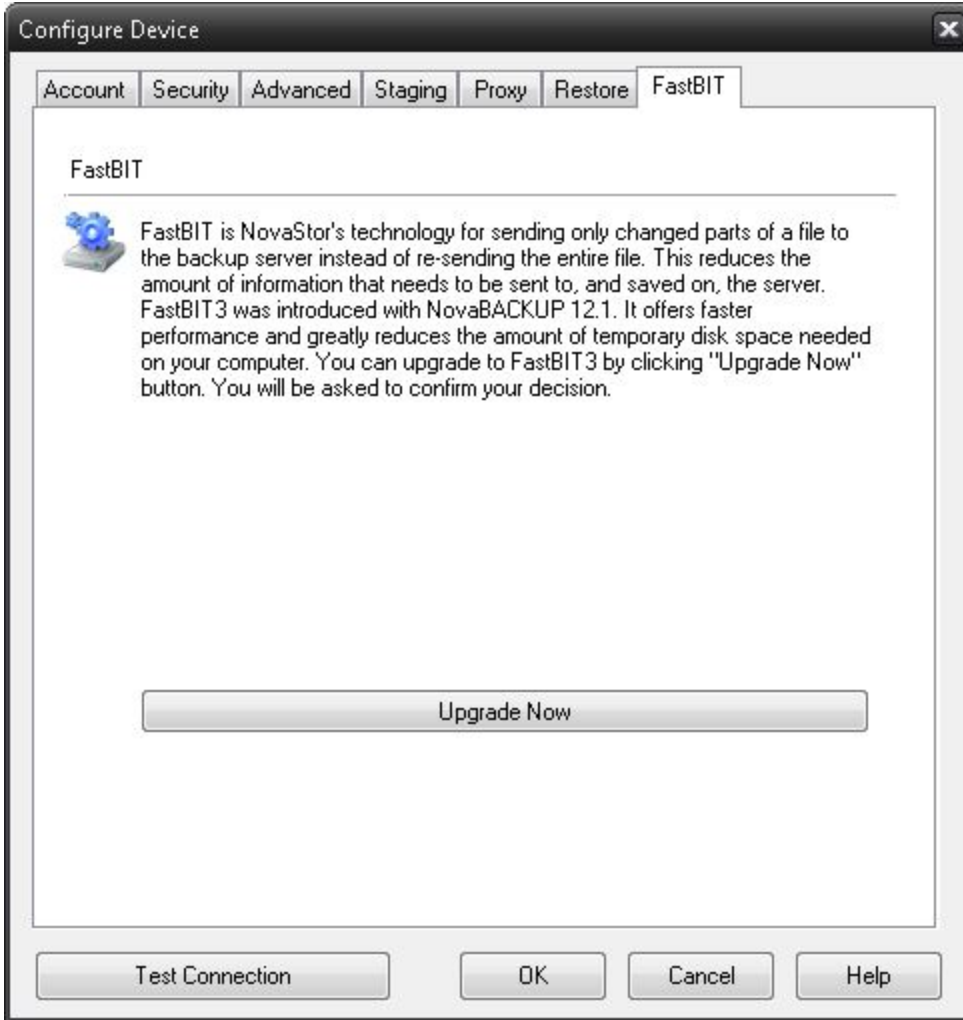 Configure Device
Account Security Advanced Staging Proxy Restore FastBIT
FastBIT
FastBIT is NovaStor's technology for sending only changed parts of a file to
the backup server instead of re-sending the entire file. This reduces the
amount of information that needs to be sent to, and saved on, the server.
FastBIT3 was introduced with NovaBACKUP 12.1. It offers faster
performance and greatly reduces the amount of temporary disk space needed
on your computer. You can upgrade to FastBIT3 by clicking "Upgrade Now"
button. You will be asked to confirm your decision.
Upgrade Now
Test Connection OK Cancel Help